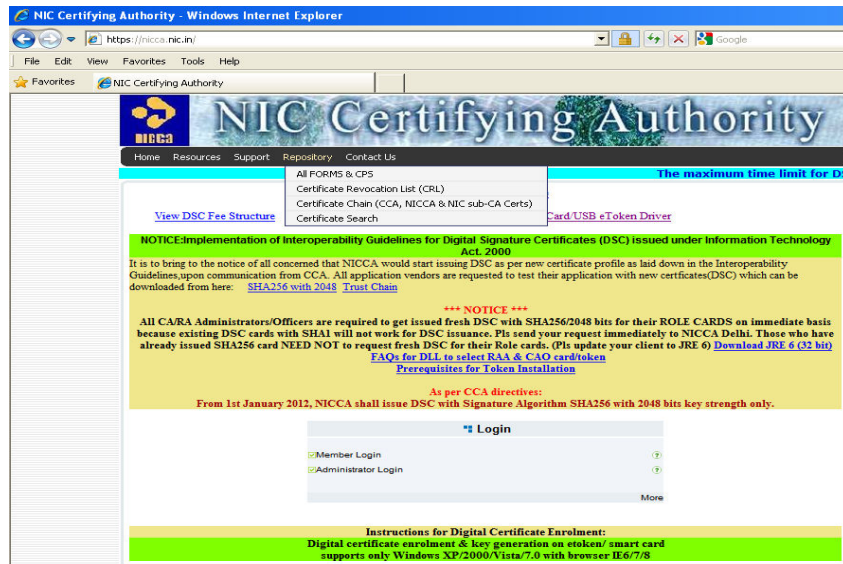 NIC Certifying Authority - Windows Internet Explorer
https://nicca.nic.in/
Google
File Edit View Favorites Tools Help
Favorites NIC Certifying Authority
nicca
NIC Certifying Authority
Home Resources Support Repository Contact Us
All FORMS & CPS
Certificate Revocation List (CRL)
Certificate Chain (CCA, NICCA & NIC sub-CA Certs)
Certificate Search
The maximum time limit for D
View DSC Fee Structure
Card/USB eToken Driver
NOTICE:Implementation of Interoperability Guidelines for Digital Signature Certificates (DSC) issued under Information Technology
Act. 2000
It is to bring to the notice of all concerned that NICCA would start issuing DSC as per new certificate profile as laid down in the Interoperability
Guidelines,upon communication from CCA. All application vendors are requested to test their application with new certficates(DSC) which can be
downloaded from here: SHA256 with 2048 Trust Chain
*** NOTICE ***
All CA/RA Administrators/Officers are required to get issued fresh DSC with SHA256/2048 bits for their ROLE CARDS on immediate basis
because existing DSC cards with SHA1 will not work for DSC issuance. Pls send your request immediately to NICCA Delhi. Those who have
already issued SHA256 card NEED NOT to request fresh DSC for their Role cards. (Pls update your client to JRE 6) Download JRE 6 (32 bit)
FAQs for DLL to select RAA & CAO card/token
Prerequisites for Token Installation
As per CCA directives:
From 1st January 2012, NICCA shall issue DSC with Signature Algorithm SHA256 with 2048 bits key strength only.
Login
Member Login
Administrator Login
More
Instructions for Digital Certificate Enrolment:
Digital certificate enrolment & key generation on etoken/ smart card
supports only Windows XP/2000/Vista/7.0 with browser IE6/7/8